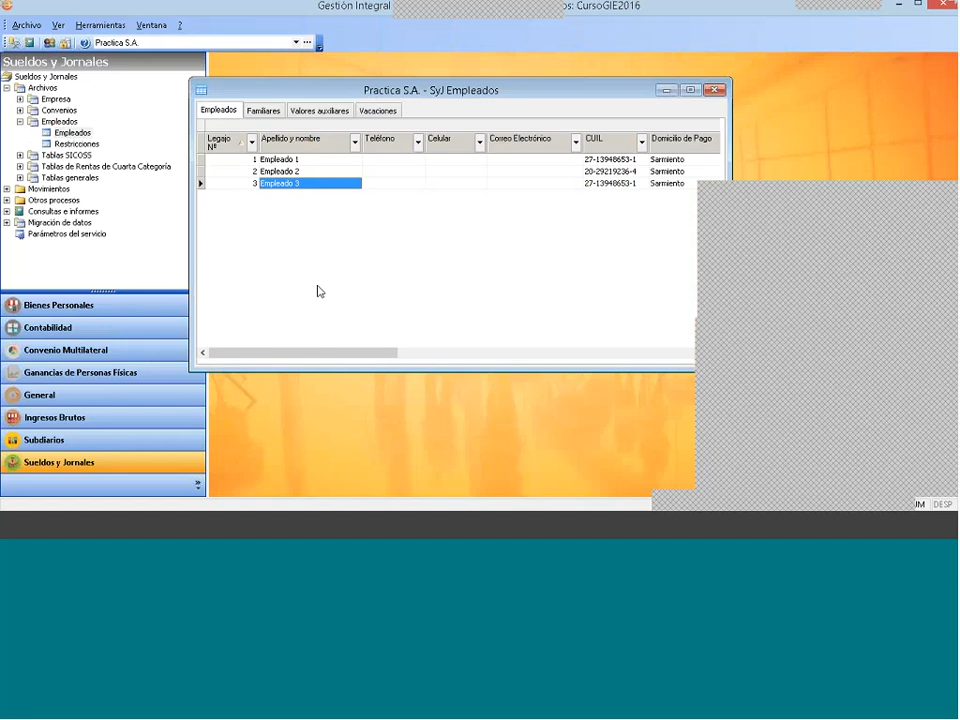 Gestión Integral
os: CursoGIE2016
Archivo Ver Herramientas Ventana ?
Practica S.A.
Sueldos y Jornales
Sueldos y Jornales
Archivos
Empresa
Convenios
Empleados
Empleados
Restricciones
Tablas SICOSS
Tablas de Rentas de Cuarta Categoría
Tablas generales
Movimientos
Otros procesos
Consultas e informes
Migración de datos
Parámetros del servicio
Bienes Personales
Contabilidad
Convenio Multilateral
Ganancias de Personas Físicas
General
Ingresos Brutos
Subdiarios
Sueldos y Jornales
Practica S.A. - SyJ Empleados
Empleados Familiares Valores auxiliares Vacaciones
Legajo Nº Apellido y nombre Teléfono Celular Correo Electrónico CUIL Domicilio de Pago
1 Empleado 1 27-13948653-1 Sarmiento
2 Empleado 2 20-29219236-4 Sarmiento
3 Empleado 3 27-13948653-1 Sarmiento
UM DESP